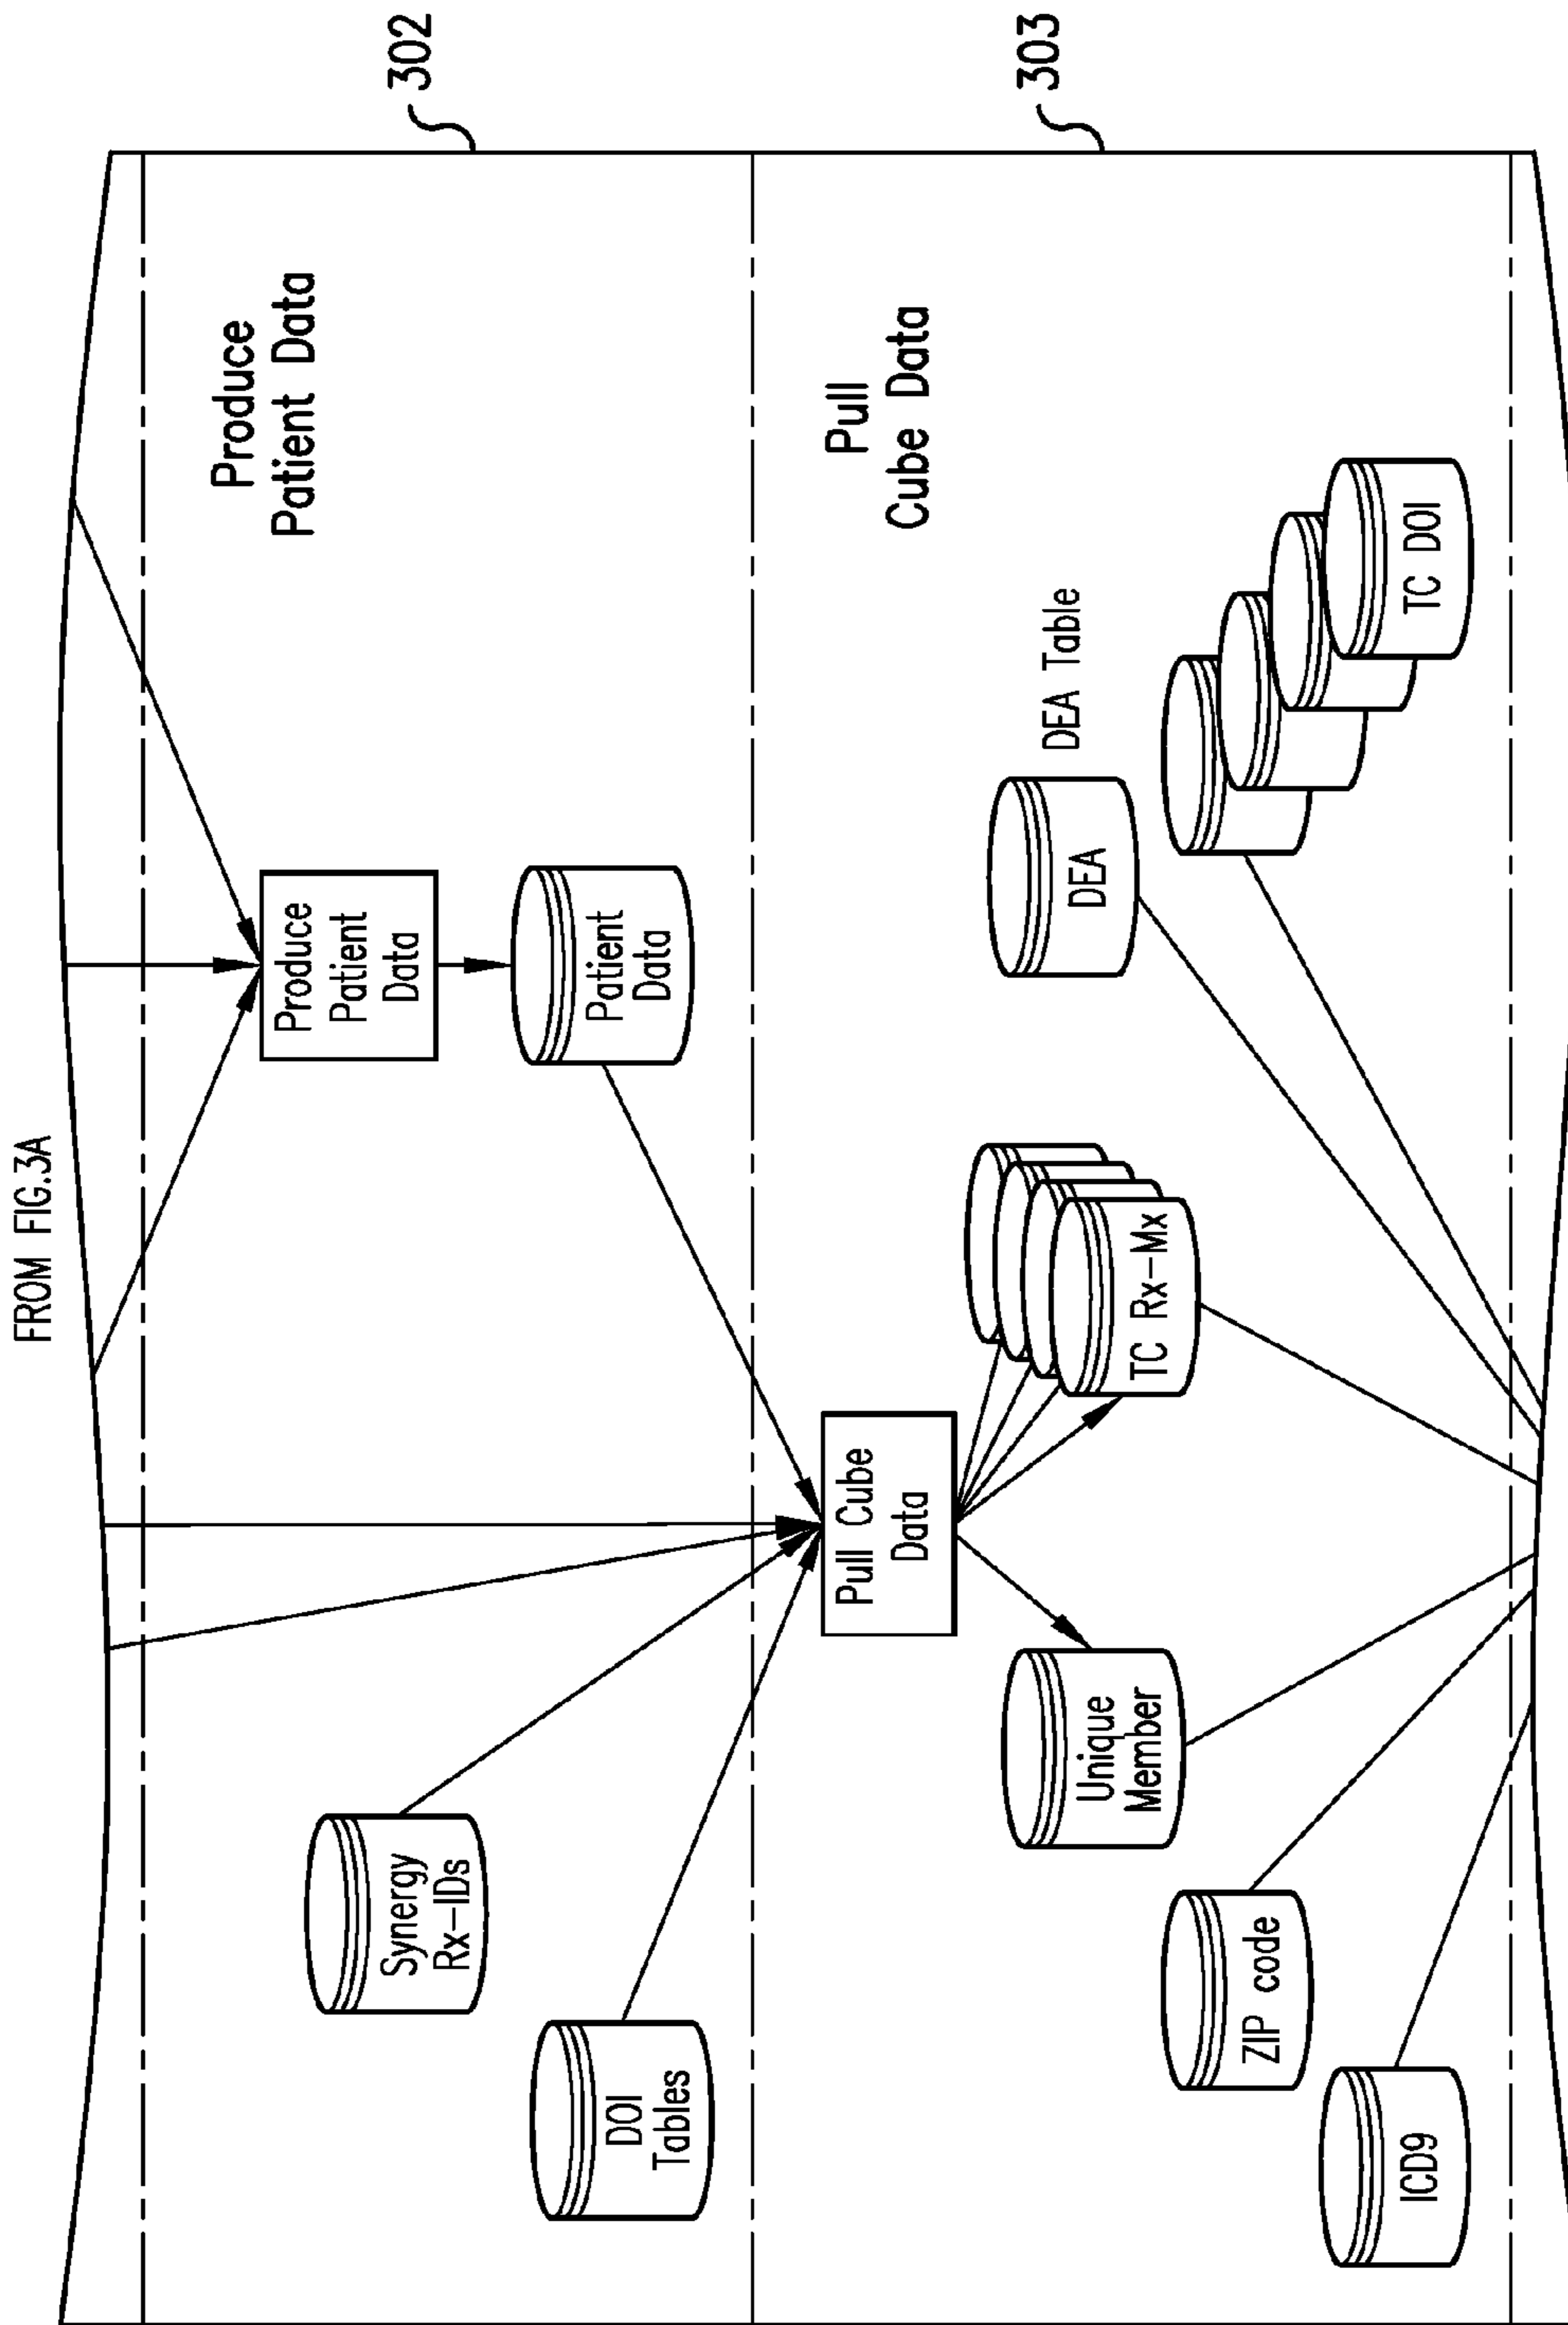 FROM FIG.3A
302
Produce
Patient Data
Produce
Patient
Data
Synergy
Rx-IDs
Patient
Data
DOI
Tables
303
Pull
Cube Data
Pull Cube
Data
DEA Table
DEA
Unique
Member
TC Rx-Mx
ZIP code
ICD9
TC DOI